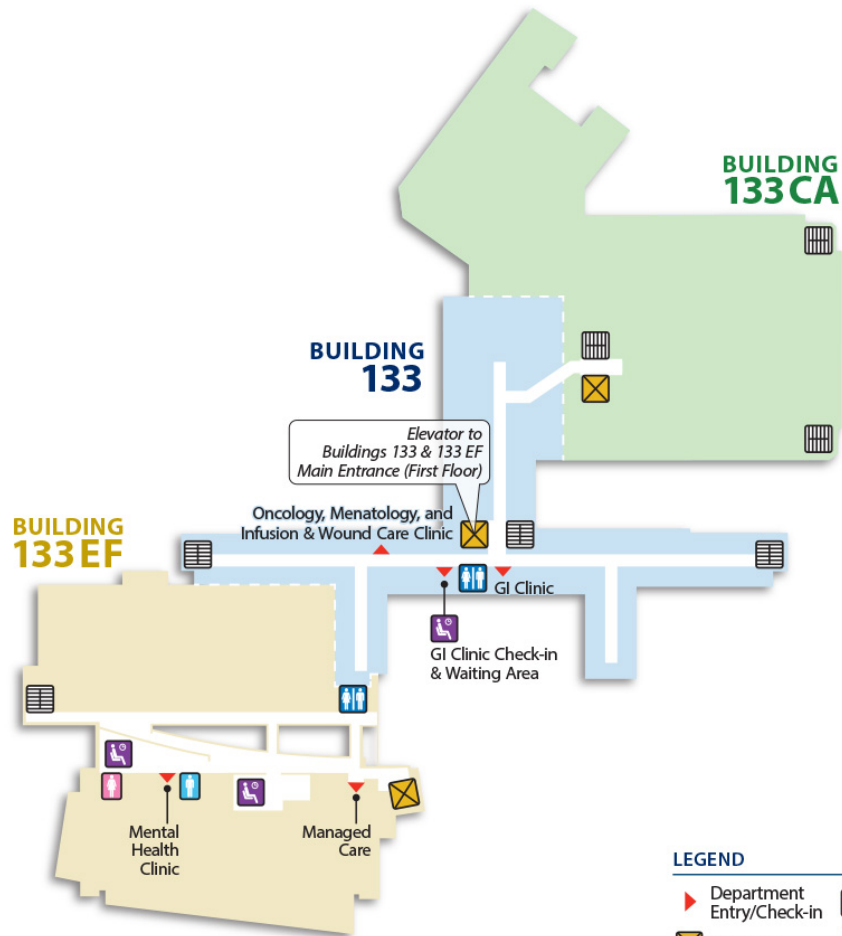 BUILDING
133 CA
BUILDING
133
Elevator to
Buildings 133 & 133 EF
Main Entrance (First Floor)
Oncology, Menatology, and
Infusion & Wound Care Clinic
BUILDING
133 EF
GI Clinic
GI Clinic Check-in
& Waiting Area
Mental
Health
Clinic
Managed
Care
LEGEND
Department
Entry/Check-in